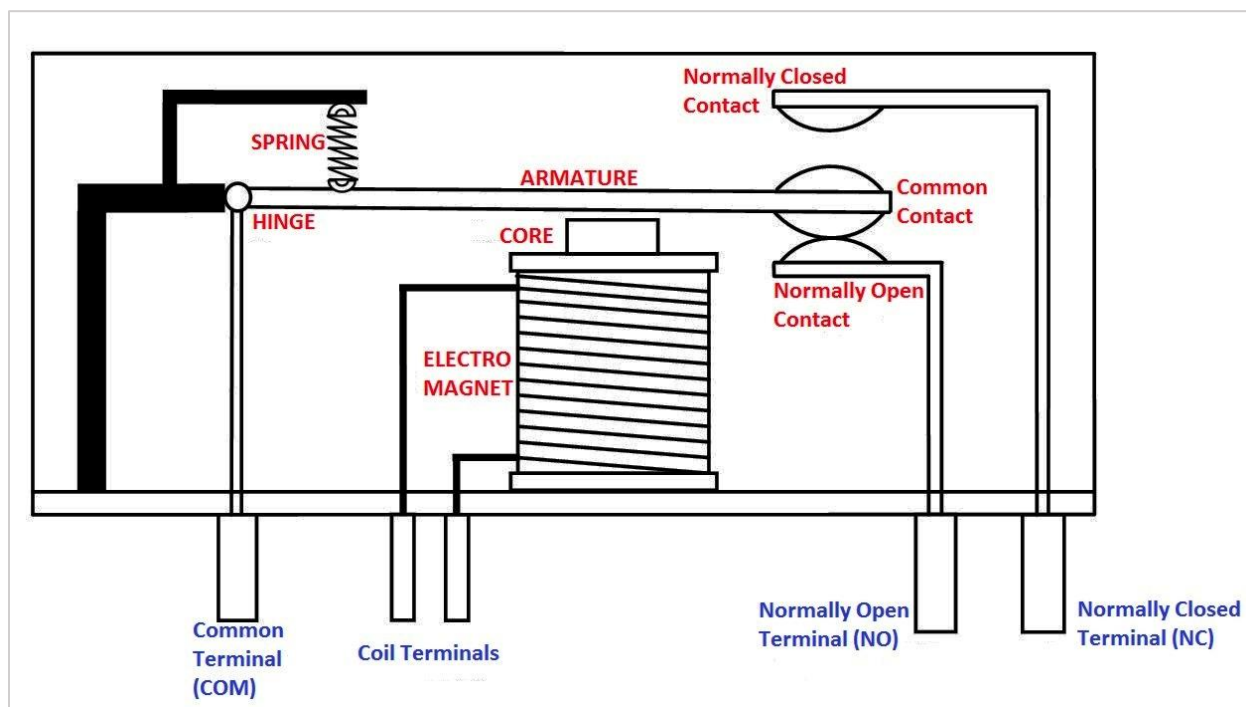 Normally Closed
Contact
SPRING
ARMATURE
Common
Contact
HINGE
CORE
Normally Open
Contact
ELECTRO
MAGNET
Normally Open
Terminal (NO)
Normally Closed
Terminal (NC)
Common
Terminal
(COM)
Coil Terminals